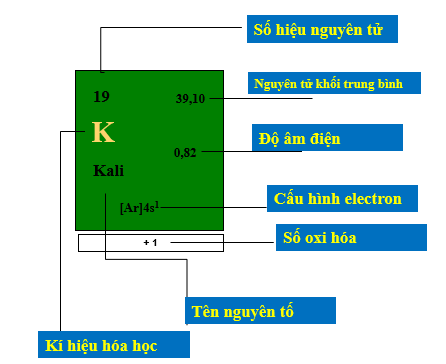 Số hiệu nguyên tử
Nguyên tử khối trung bình
19
39,10
K
Độ âm điện
0,82
Kali
Cấu hình electron
[Ar]4s¹
Số oxi hóa
+ 1
Tên nguyên tố
Kí hiệu hóa học